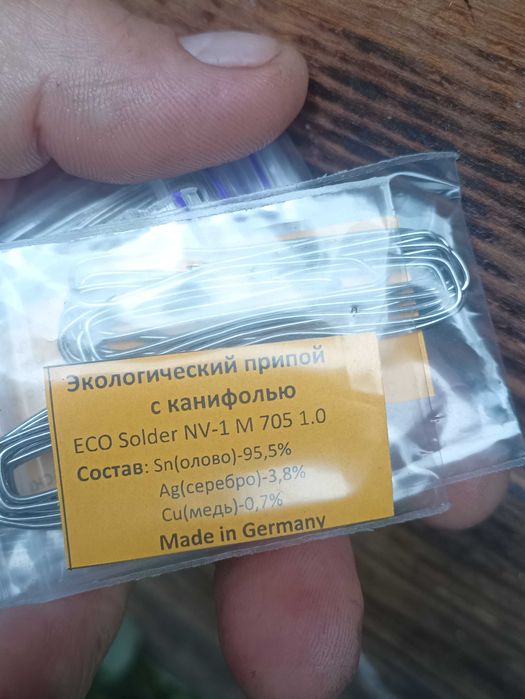 Экологический припой
с канифолью
ECO Solder NV-1 M 705 1.0
Состав: Sn(олово)-95,5%
Ag(серебро)-3,8%
Cu(медь)-0,7%
Made in Germany